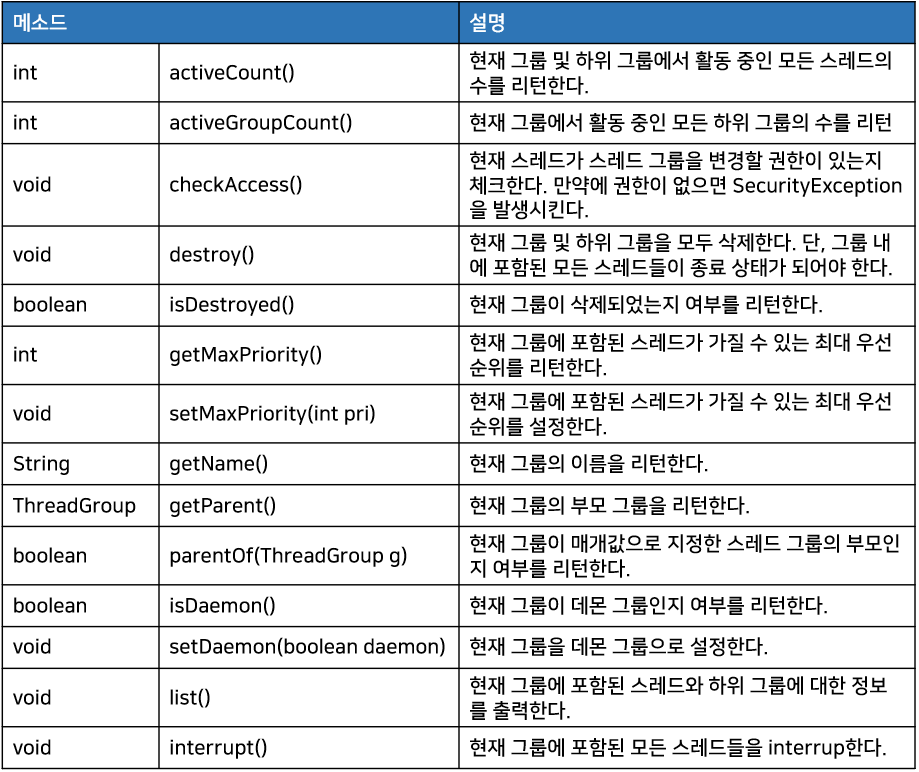 메소드 설명
int activeCount() 현재 그룹 및 하위 그룹에서 활동 중인 모든 스레드의
수를 리턴한다.
int activeGroupCount() 현재 그룹에서 활동 중인 모든 하위 그룹의 수를 리턴
void checkAccess() 현재 스레드가 스레드 그룹을 변경할 권한이 있는지
체크한다. 만약에 권한이 없으면 SecurityException
을 발생시킨다.
void destroy() 현재 그룹 및 하위 그룹을 모두 삭제한다. 단, 그룹 내
에 포함된 모든 스레드들이 종료 상태가 되어야 한다.
boolean isDestroyed() 현재 그룹이 삭제되었는지 여부를 리턴한다.
int getMaxPriority() 현재 그룹에 포함된 스레드가 가질 수 있는 최대 우선
순위를 리턴한다.
void setMaxPriority(int pri) 현재 그룹에 포함된 스레드가 가질 수 있는 최대 우선
순위를 설정한다.
String getName() 현재 그룹의 이름을 리턴한다.
ThreadGroup getParent() 현재 그룹의 부모 그룹을 리턴한다.
boolean parentOf(ThreadGroup g) 현재 그룹이 매개값으로 지정한 스레드 그룹의 부모인
지 여부를 리턴한다.
boolean isDaemon() 현재 그룹이 데몬 그룹인지 여부를 리턴한다.
void setDaemon(boolean daemon) 현재 그룹을 데몬 그룹으로 설정한다.
void list() 현재 그룹에 포함된 스레드와 하위 그룹에 대한 정보
를 출력한다.
void interrupt() 현재 그룹에 포함된 모든 스레드들을 interrup한다.